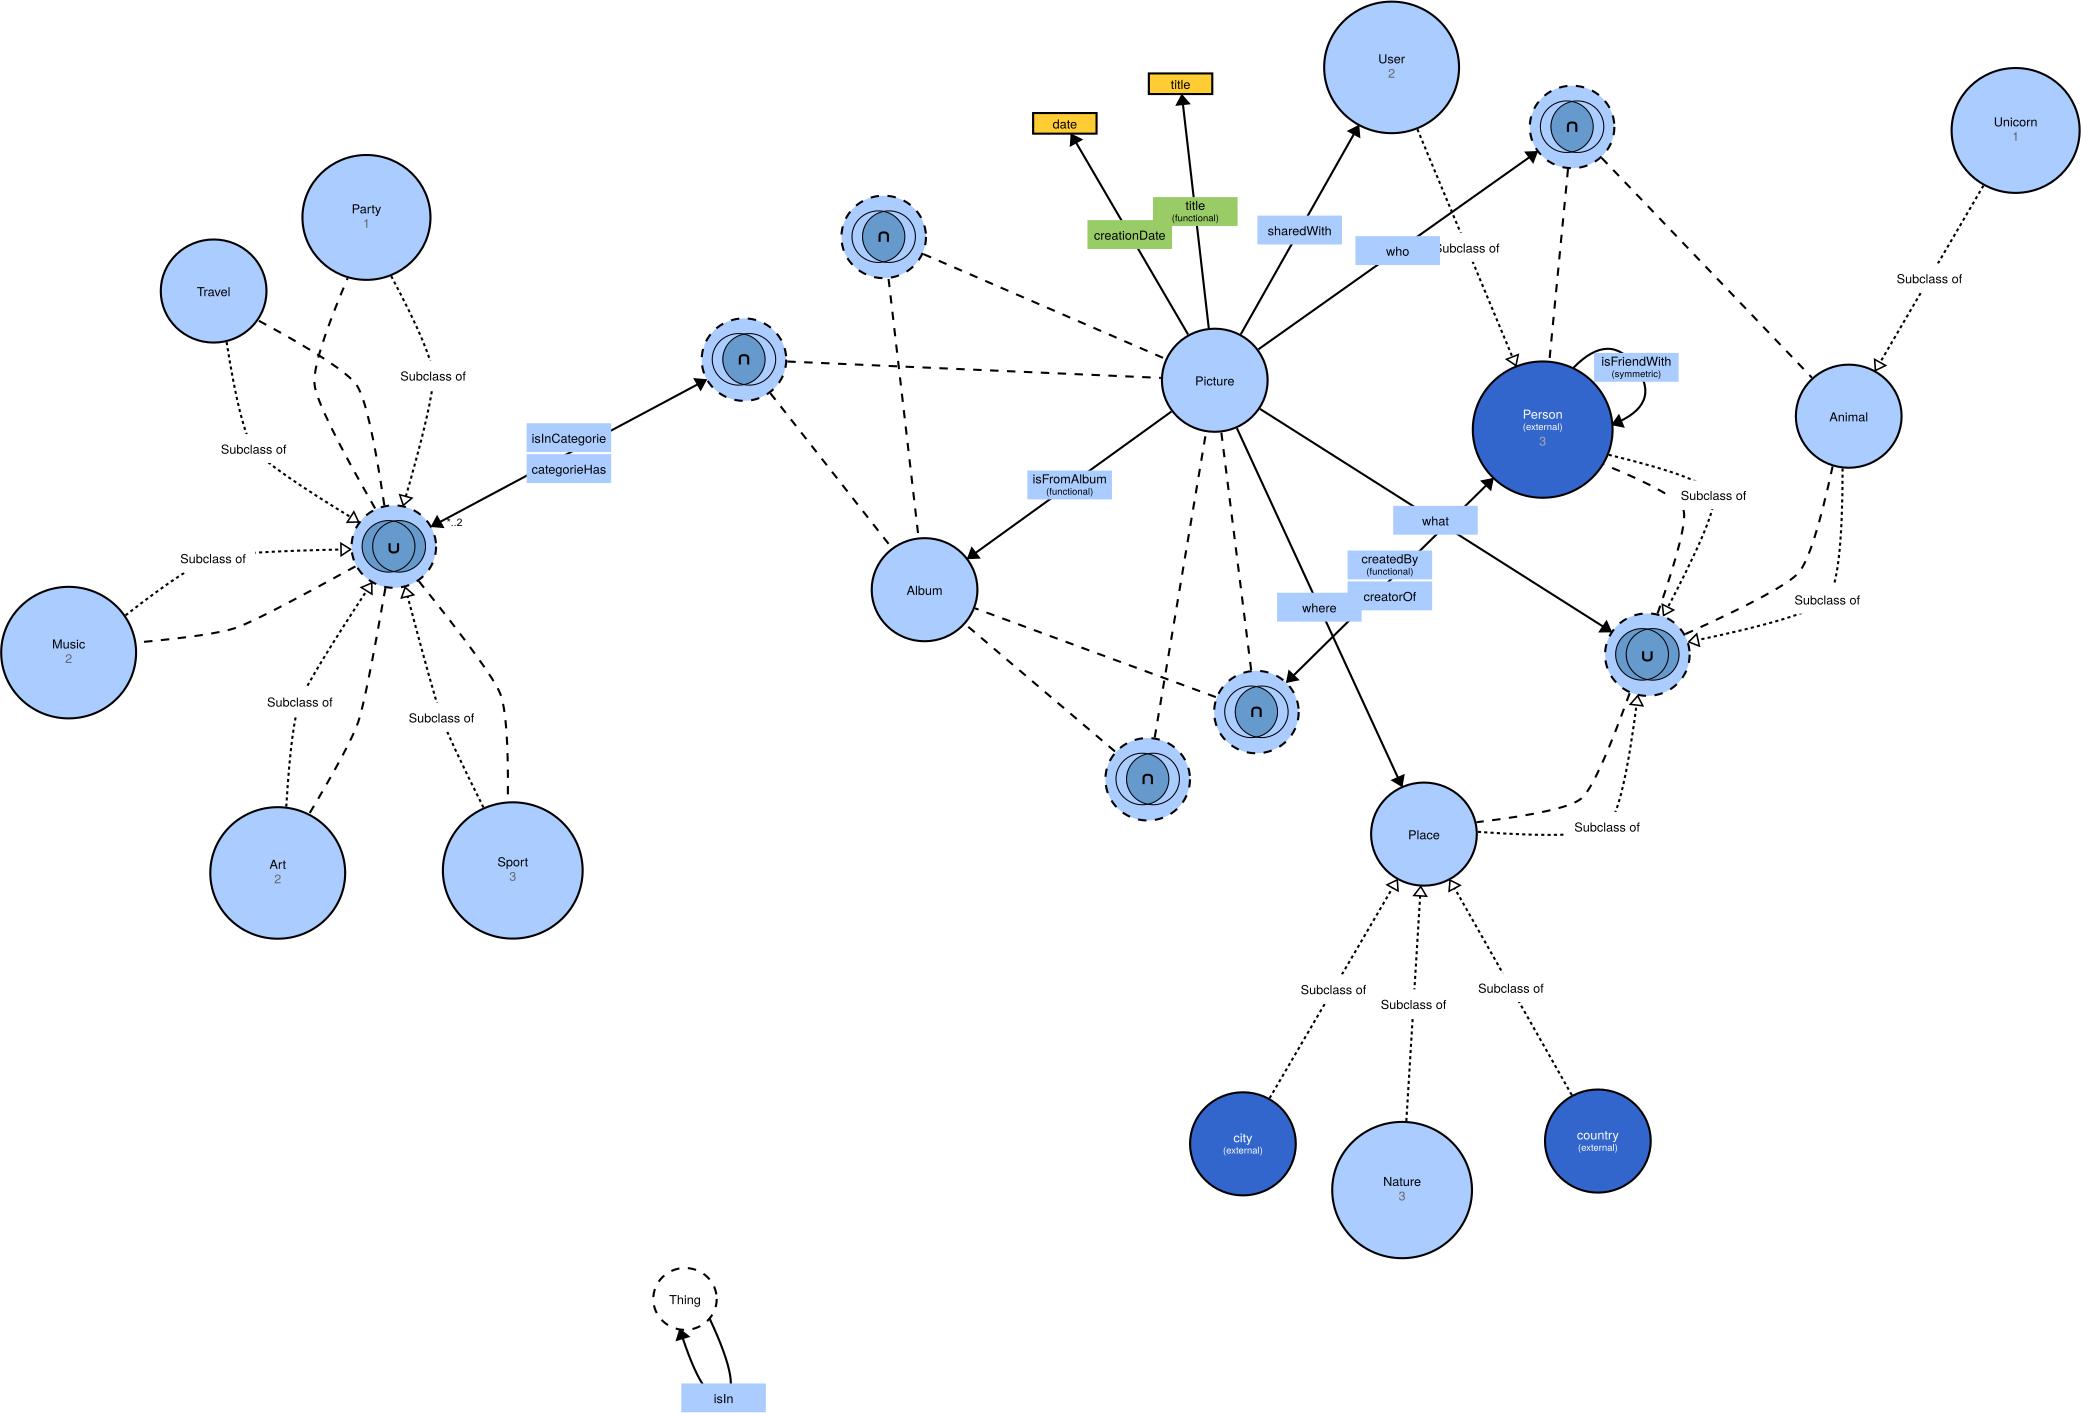 User
2
title
date
Unicorn
1
∩
Party
1
title
(functional)
creationDate
sharedWith
who
Subclass of
∩
Travel
Subclass of
∩
isFriendWith
(symmetric)
Subclass of
Picture
Person
(external)
3
Animal
isInCategorie
categorieHas
Subclass of
isFromAlbum
(functional)
Subclass of
what
*..2
∪
Subclass of
createdBy
(functional)
creatorOf
Album
where
Subclass of
Music
2
∪
Subclass of
Subclass of
∩
∩
Place
Subclass of
Art
2
Sport
3
Subclass of
Subclass of
Subclass of
city
(external)
country
(external)
Nature
3
Thing
isIn